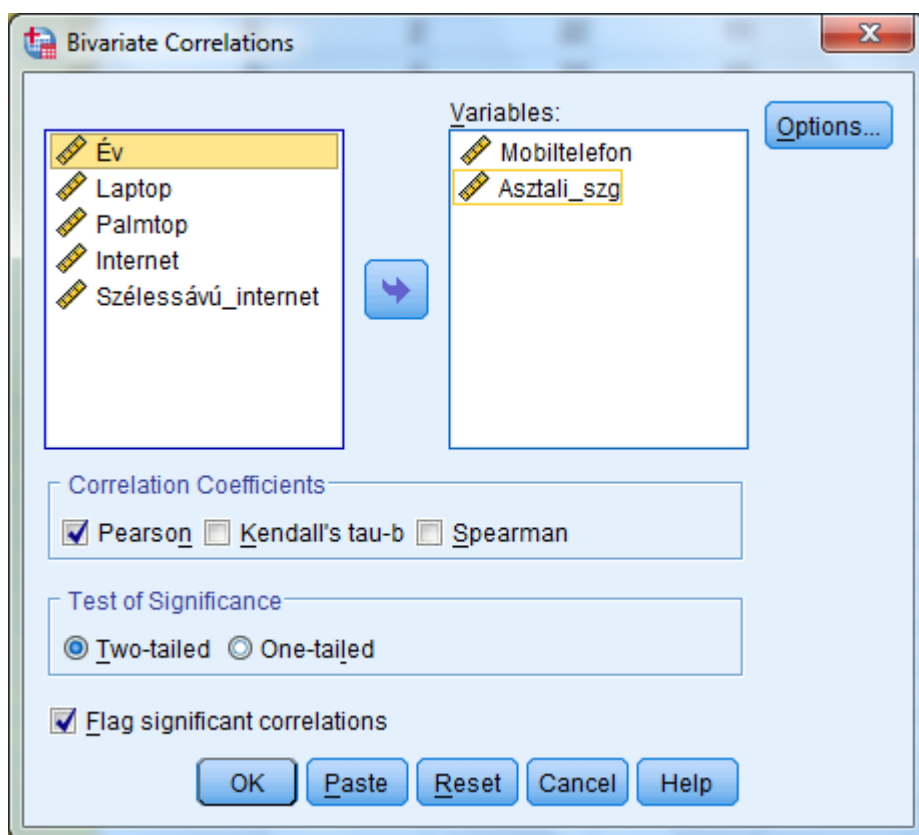 Bivariate Correlations
Év
Laptop
Palmtop
Internet
Szélessávú_internet
Variables:
Mobiltelefon
Asztali_szg
Options...
Correlation Coefficients
Pearson Kendall's tau-b Spearman
Test of Significance
Two-tailed One-tailed
Flag significant correlations
OK Paste Reset Cancel Help